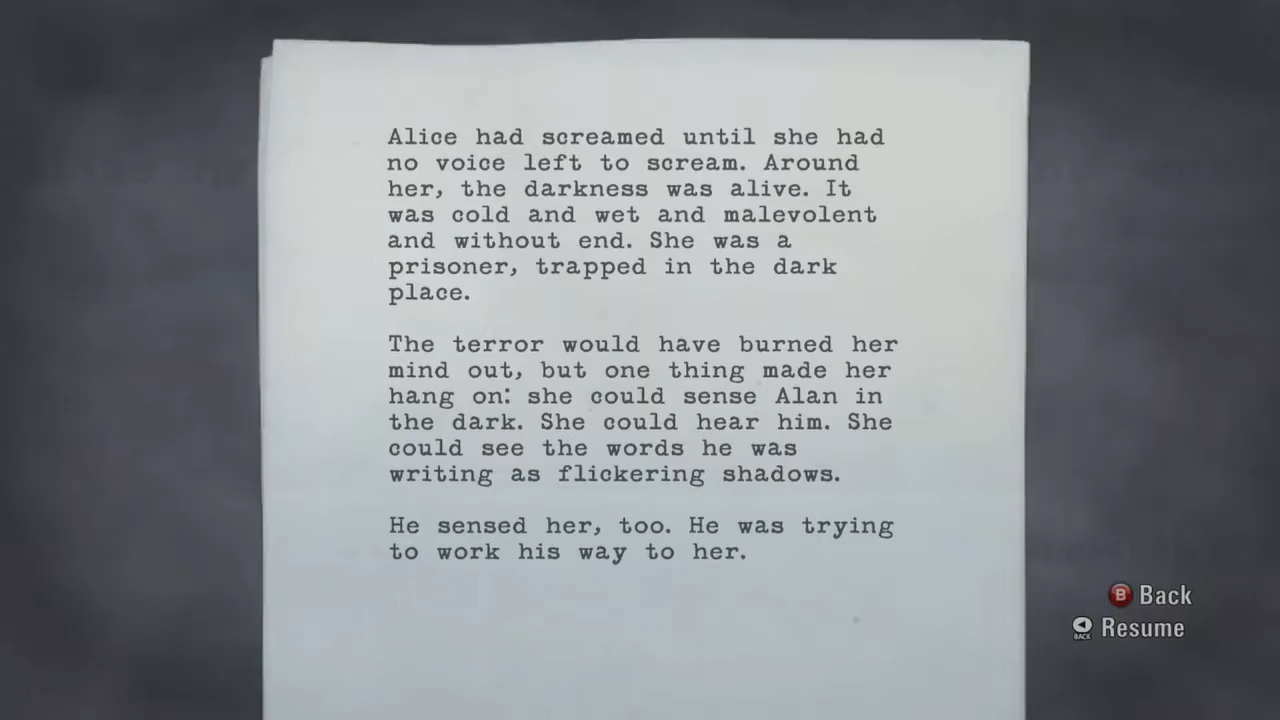 Alice had screamed until she had
no voice left to scream. Around
her, the darkness was alive. It
was cold and wet and malevolent
and without end. She was a
prisoner, trapped in the dark
place.
The terror would have burned her
mind out, but one thing made her
hang on: she could sense Alan in
the dark. She could hear him. She
could see the words he was
writing as flickering shadows.
He sensed her, too. He was trying
to work his way to her.
B Back
BACK Resume